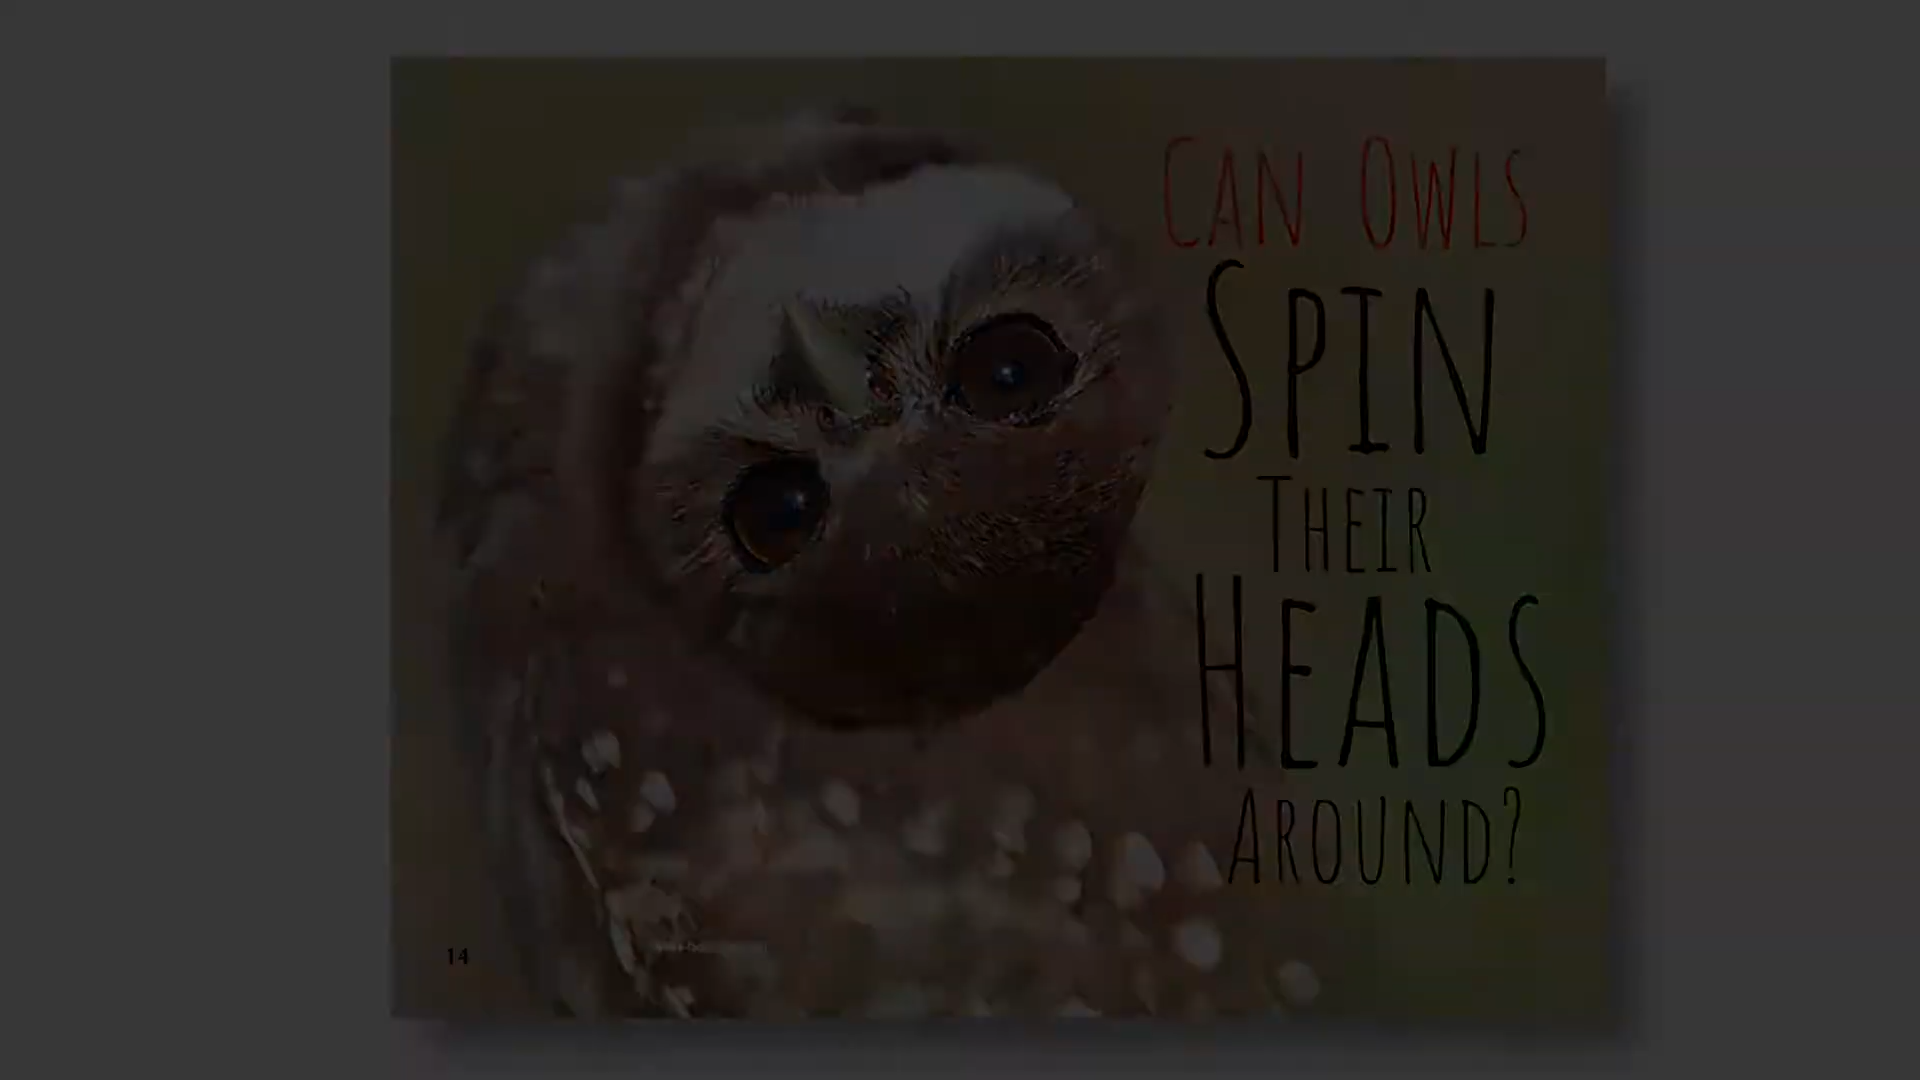 CAN OWLS
SPIN
THEIR
HEADS
AROUND?
14